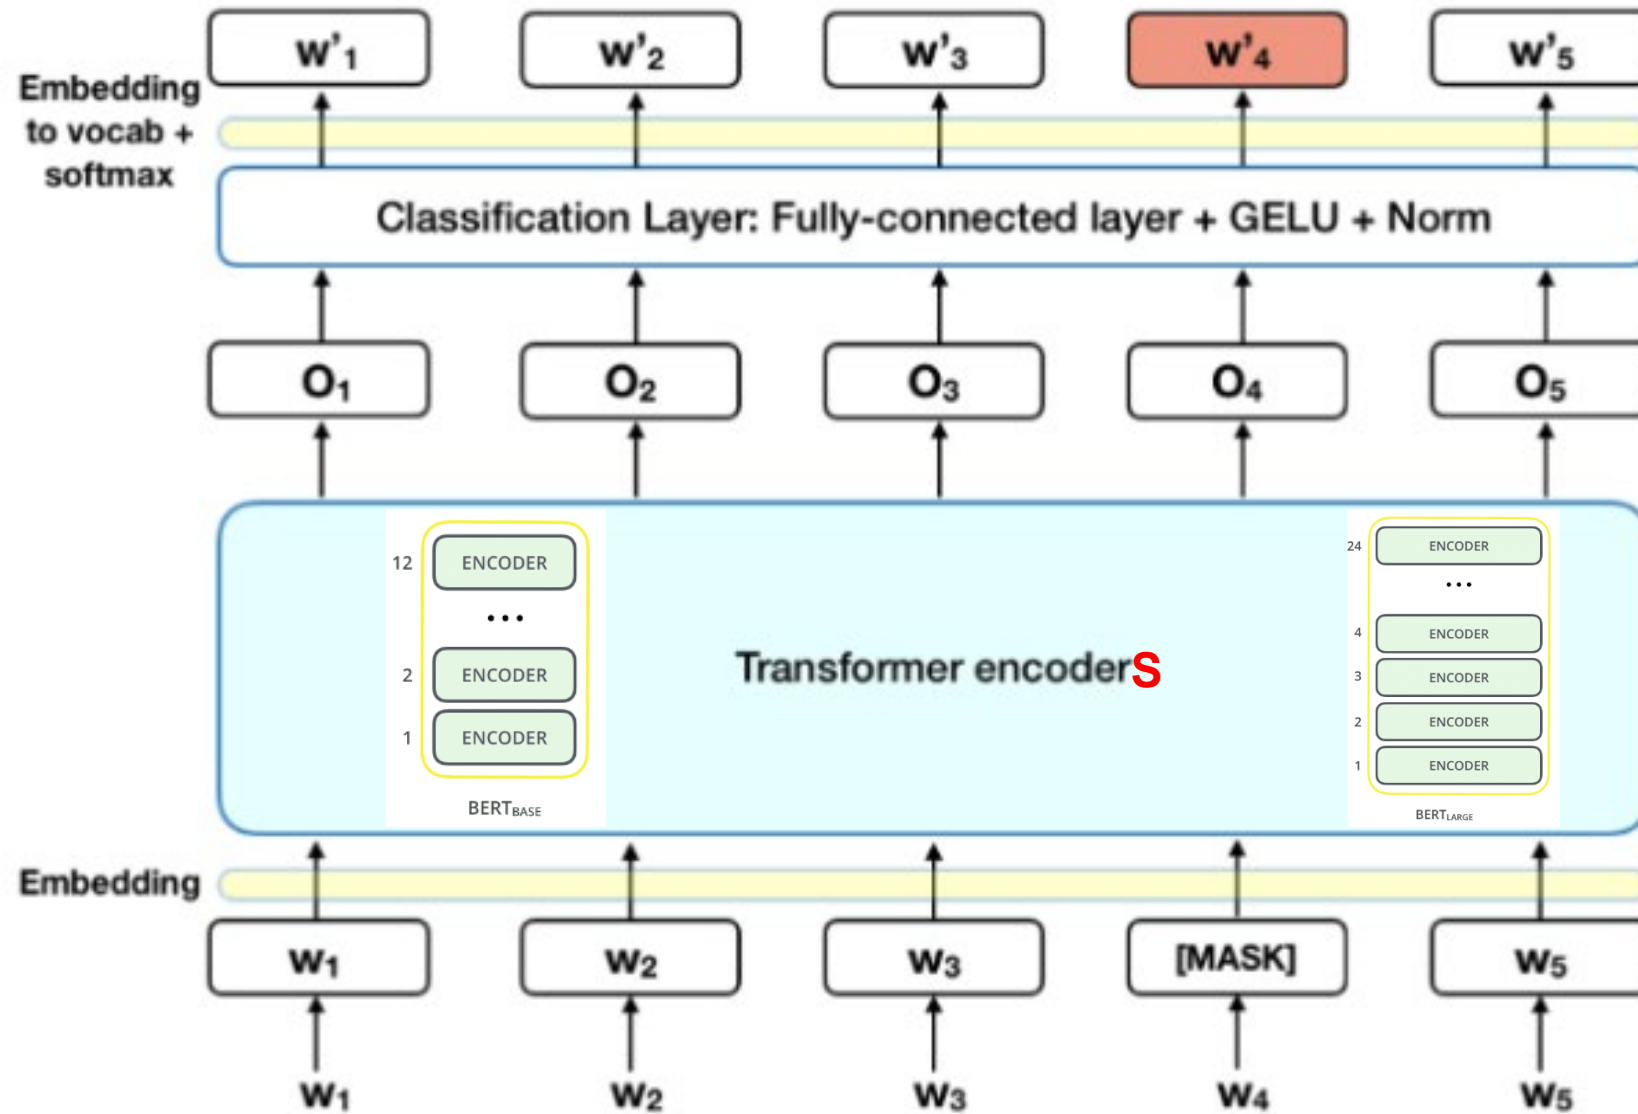 w'1 w'2 w'3 w'4 w'5
Embedding
to vocab +
softmax
Classification Layer: Fully-connected layer + GELU + Norm
O1 O2 O3 O4 O5
12 ENCODER
...
2 ENCODER
1 ENCODER
BERTBASE
Transformer encoderS
24 ENCODER
...
4 ENCODER
3 ENCODER
2 ENCODER
1 ENCODER
BERTLARGE
Embedding
W1 W2 W3 [MASK] W5
W1 W2 W3 W4 W5